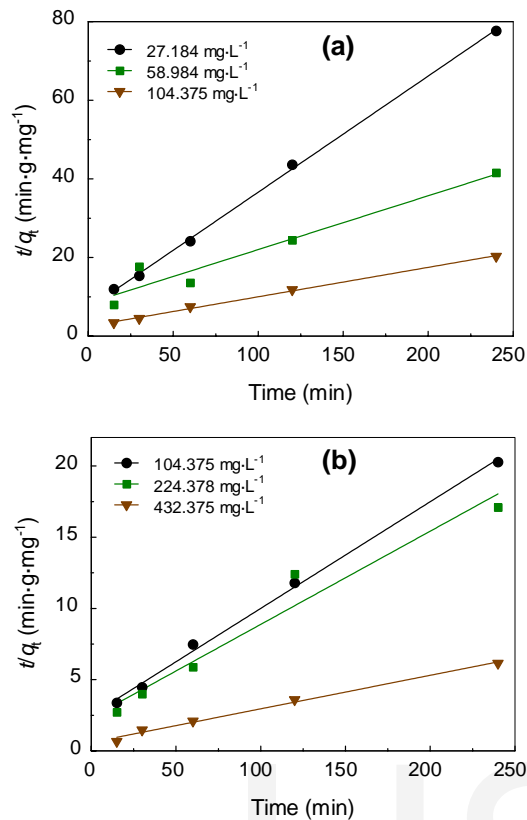 (a)
27.184 mg·L⁻¹
58.984 mg·L⁻¹
104.375 mg·L⁻¹
t/qt (min·g·mg⁻¹)
80
60
40
20
0
0 50 100 150 200 250
Time (min)
(b)
104.375 mg·L⁻¹
224.378 mg·L⁻¹
432.375 mg·L⁻¹
t/qt (min·g·mg⁻¹)
20
15
10
5
0
0 50 100 150 200 250
Time (min)